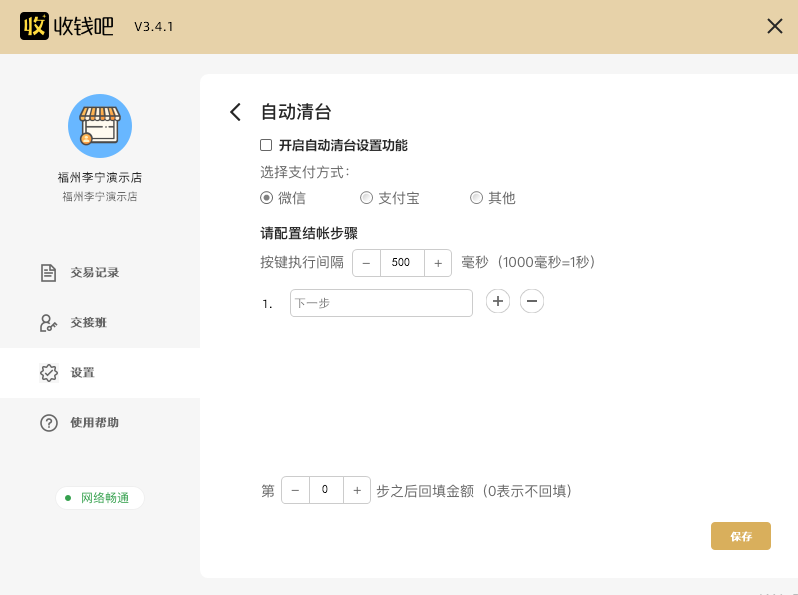 收 收钱吧 V3.4.1
福州李宁演示店
福州李宁演示店
交易记录
交接班
设置
使用帮助
网络畅通
自动清台
开启自动清台设置功能
选择支付方式:
微信 支付宝 其他
请配置结帐步骤
按键执行间隔 − 500 + 毫秒（1000毫秒=1秒）
1. 下一步
第 − 0 + 步之后回填金额（0表示不回填）
保存